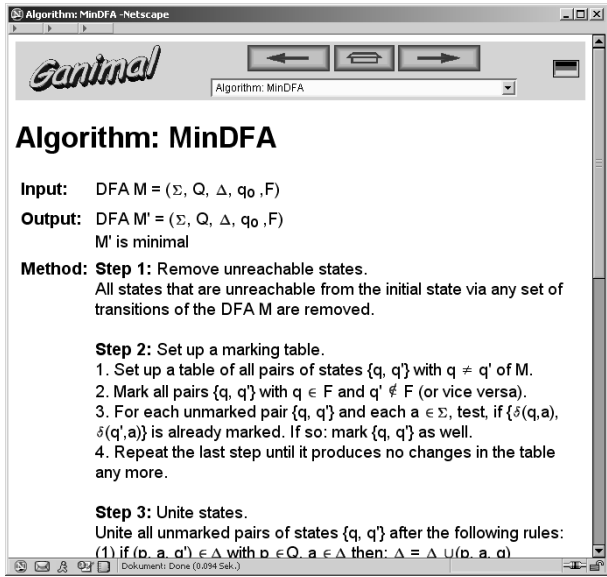 Algorithm: MinDFA -Netscape
Ganimal
Algorithm: MinDFA
Algorithm: MinDFA
Input: DFA M = (Σ, Q, Δ, q₀ ,F)
Output: DFA M' = (Σ, Q, Δ, q₀ ,F)
M' is minimal
Method: Step 1: Remove unreachable states.
All states that are unreachable from the initial state via any set of
transitions of the DFA M are removed.
Step 2: Set up a marking table.
1. Set up a table of all pairs of states {q, q'} with q ≠ q' of M.
2. Mark all pairs {q, q'} with q ∈ F and q' ∉ F (or vice versa).
3. For each unmarked pair {q, q'} and each a ∈ Σ, test, if {δ(q,a),
δ(q',a)} is already marked. If so: mark {q, q'} as well.
4. Repeat the last step until it produces no changes in the table
any more.
Step 3: Unite states.
Unite all unmarked pairs of states {q, q'} after the following rules:
(1) if (p, a, q') ∈ Δ with p ∈ Q, a ∈ Δ then: Δ = Δ ∪(p, a, q)
Dokument: Done (0.094 Sek.)